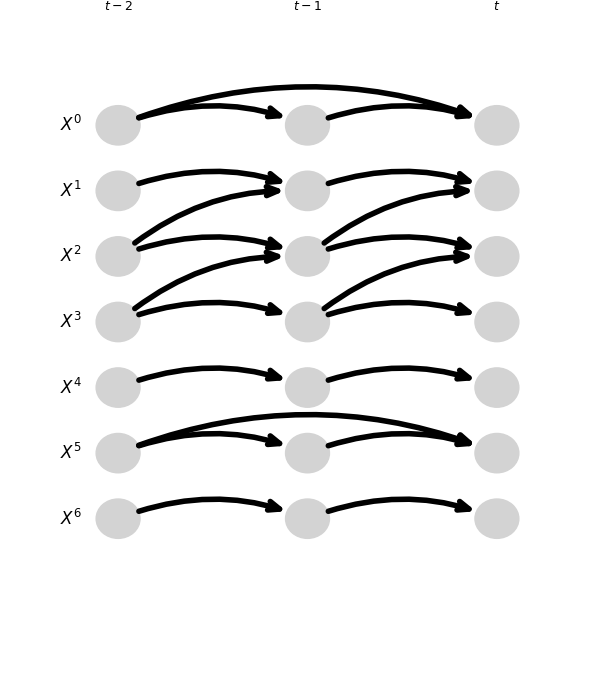 t − 2 t − 1 t
X⁰
X¹
X²
X³
X⁴
X⁵
X⁶